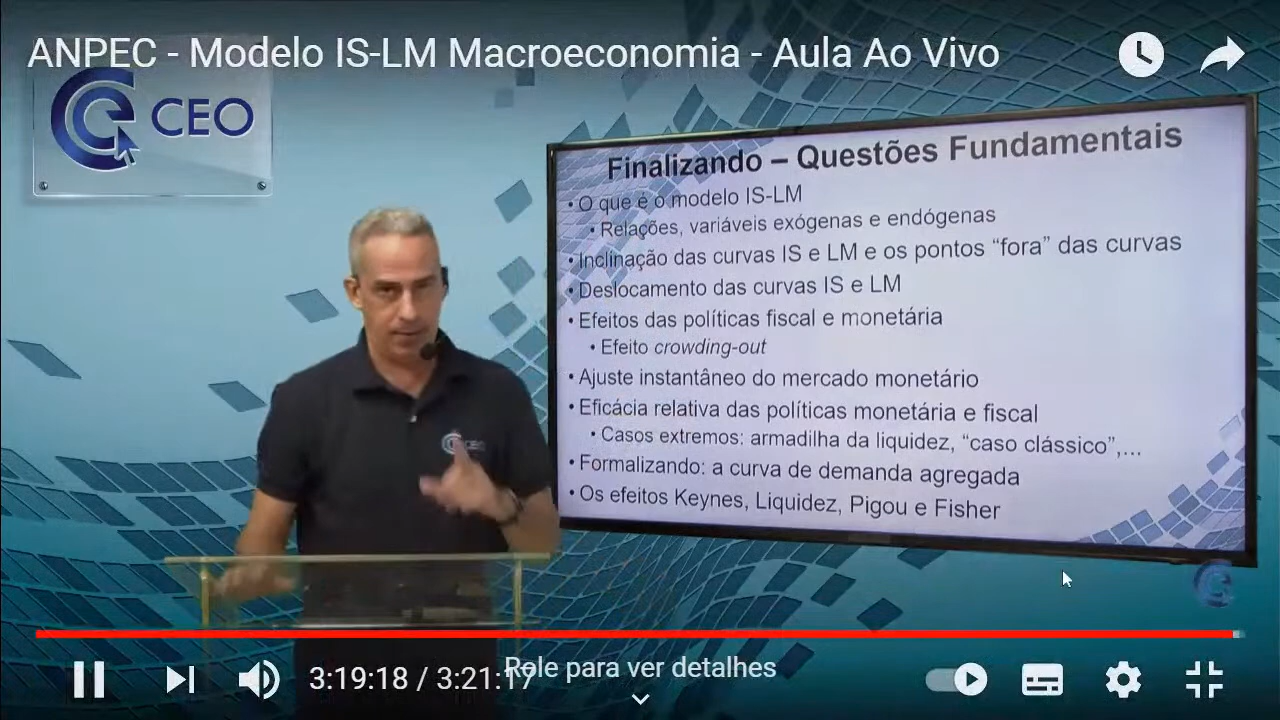 ANPEC - Modelo IS-LM Macroeconomia - Aula Ao Vivo
CEO
Finalizando – Questões Fundamentais
• O que é o modelo IS-LM
• Relações, variáveis exógenas e endógenas
• Inclinação das curvas IS e LM e os pontos “fora” das curvas
• Deslocamento das curvas IS e LM
• Efeitos das políticas fiscal e monetária
• Efeito crowding-out
• Ajuste instantâneo do mercado monetário
• Eficácia relativa das políticas monetária e fiscal
• Casos extremos: armadilha da liquidez, “caso clássico”,...
• Formalizando: a curva de demanda agregada
• Os efeitos Keynes, Liquidez, Pigou e Fisher
CEO
3:19:18 / 3:21:17
Role para ver detalhes